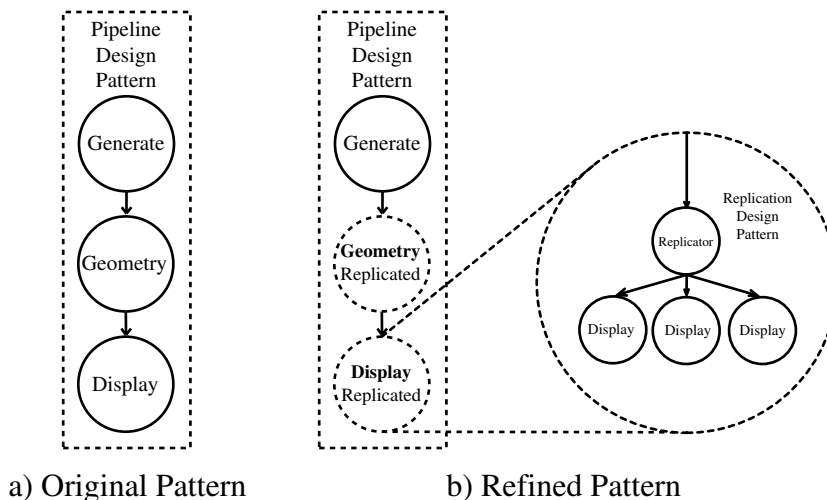 Pipeline
Design
Pattern
Generate
Geometry
Display
a) Original Pattern
Pipeline
Design
Pattern
Generate
Geometry
Replicated
Display
Replicated
Replication
Design
Pattern
Replicator
Display
Display
Display
b) Refined Pattern